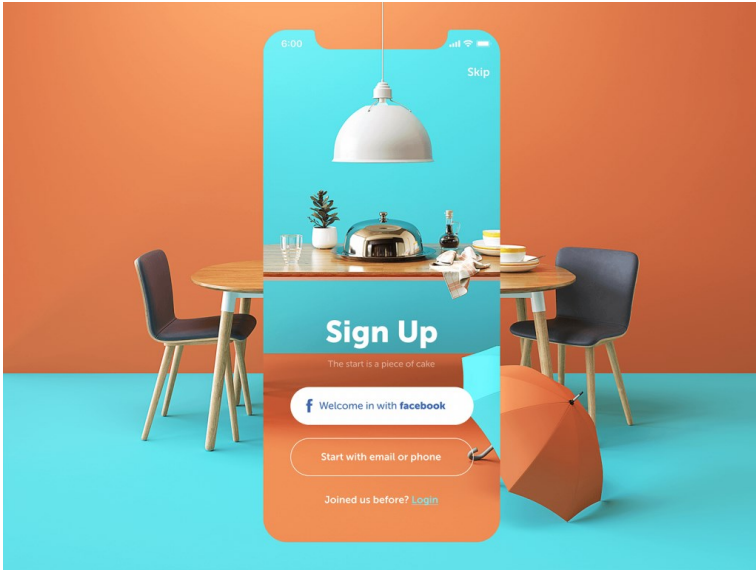 6:00
Skip
Sign Up
The start is a piece of cake
f Welcome in with facebook
Start with email or phone
Joined us before? Login